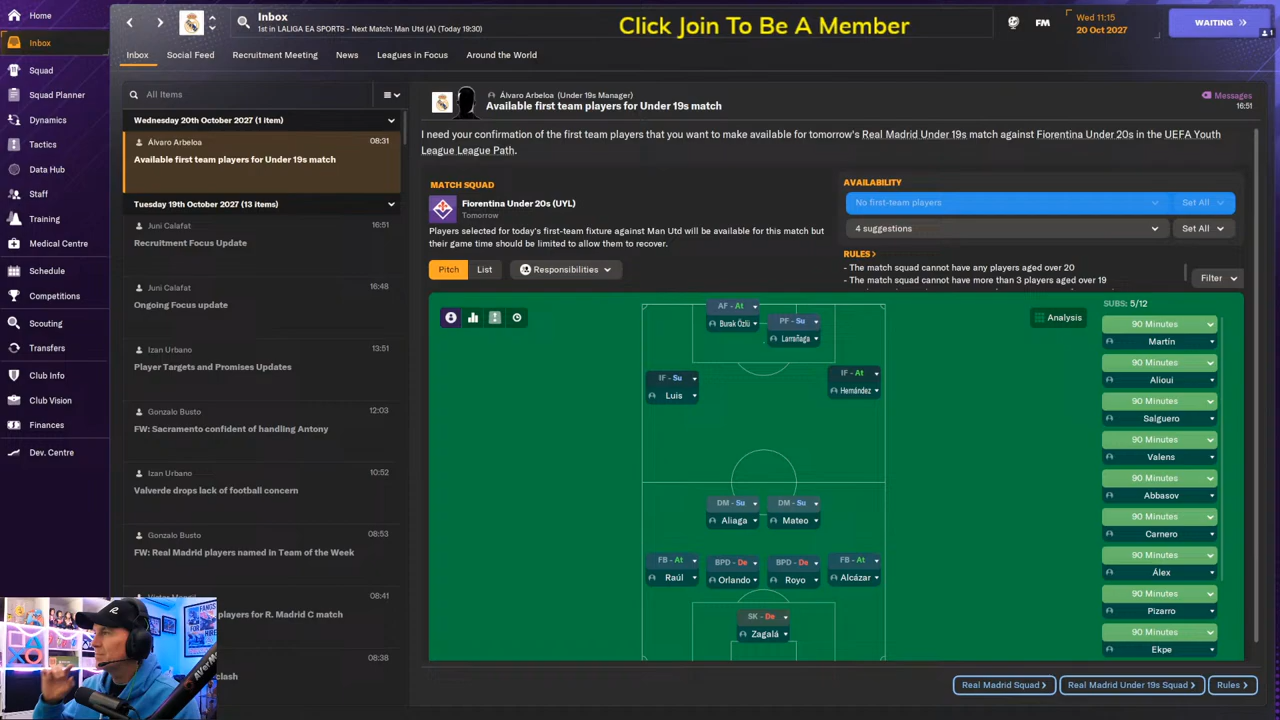 Home
Inbox
Squad
Squad Planner
Dynamics
Tactics
Data Hub
Staff
Training
Medical Centre
Schedule
Competitions
Scouting
Transfers
Club Info
Club Vision
Finances
Dev. Centre
Inbox
1st in LALIGA EA SPORTS - Next Match: Man Utd (A) (Today 19:30)
Click Join To Be A Member
FM
Wed 11:15
20 Oct 2027
WAITING
1
Inbox Social Feed Recruitment Meeting News Leagues in Focus Around the World
All Items
Wednesday 20th October 2027 (1 item)
Álvaro Arbeloa 08:31
Available first team players for Under 19s match
Tuesday 19th October 2027 (13 items)
Juni Calafat 16:51
Recruitment Focus Update
Juni Calafat 16:48
Ongoing Focus update
Izan Urbano 13:51
Player Targets and Promises Updates
Gonzalo Busto 12:03
FW: Sacramento confident of handling Antony
Izan Urbano 10:52
Valverde drops lack of football concern
Gonzalo Busto 08:53
FW: Real Madrid players named in Team of the Week
08:41
players for R. Madrid C match
08:38
clash
Álvaro Arbeloa (Under 19s Manager)
Available first team players for Under 19s match
Messages
16:51
I need your confirmation of the first team players that you want to make available for tomorrow's Real Madrid Under 19s match against Fiorentina Under 20s in the UEFA Youth
League League Path.
MATCH SQUAD
Fiorentina Under 20s (UYL)
Tomorrow
Players selected for today's first-team fixture against Man Utd will be available for this match but
their game time should be limited to allow them to recover.
AVAILABILITY
No first-team players Set All
4 suggestions Set All
RULES
- The match squad cannot have any players aged over 20
- The match squad cannot have more than 3 players aged over 19
Filter
Pitch List Responsibilities
Analysis
AF - At
Burak Özlü
PF - Su
Larrañaga
IF - Su
Luis
IF - At
Hernández
DM - Su
Aliaga
DM - Su
Mateo
FB - At
Raúl
BPD - De
Orlando
BPD - De
Royo
FB - At
Alcázar
SK - De
Zagalá
SUBS: 5/12
90 Minutes
Martín
90 Minutes
Alioui
90 Minutes
Salguero
90 Minutes
Valens
90 Minutes
Abbasov
90 Minutes
Carnero
90 Minutes
Álex
90 Minutes
Pizarro
90 Minutes
Ekpe
Real Madrid Squad Real Madrid Under 19s Squad Rules